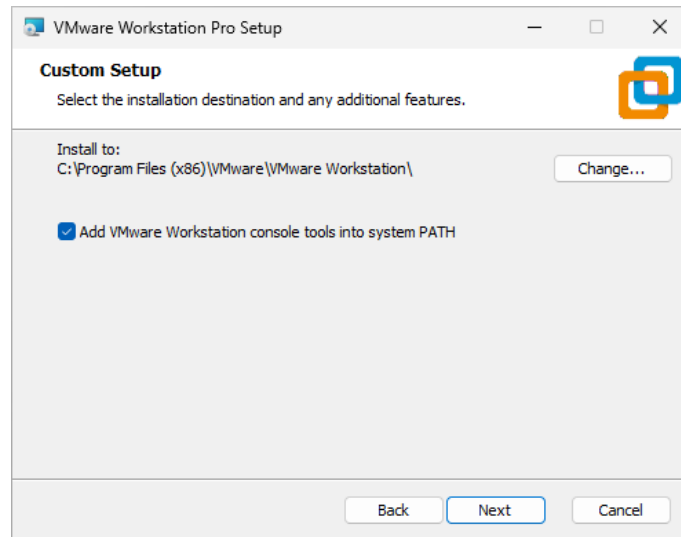 VMware Workstation Pro Setup
Custom Setup
Select the installation destination and any additional features.
Install to:
C:\Program Files (x86)\VMware\VMware Workstation\
Change...
Add VMware Workstation console tools into system PATH
Back
Next
Cancel